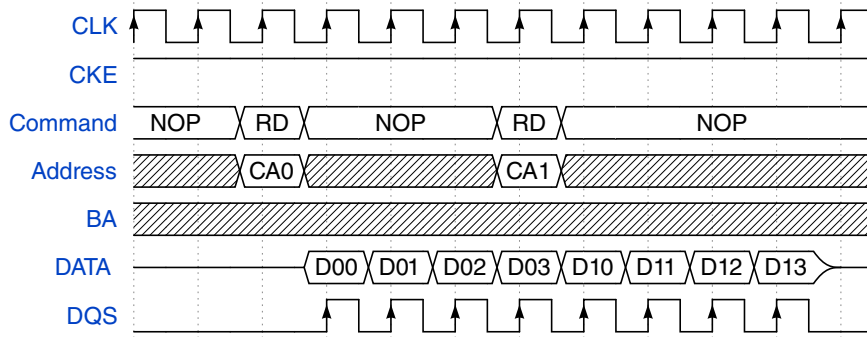 CLK
CKE
Command NOP RD NOP RD NOP
Address CA0 CA1
BA
DATA D00 D01 D02 D03 D10 D11 D12 D13
DQS